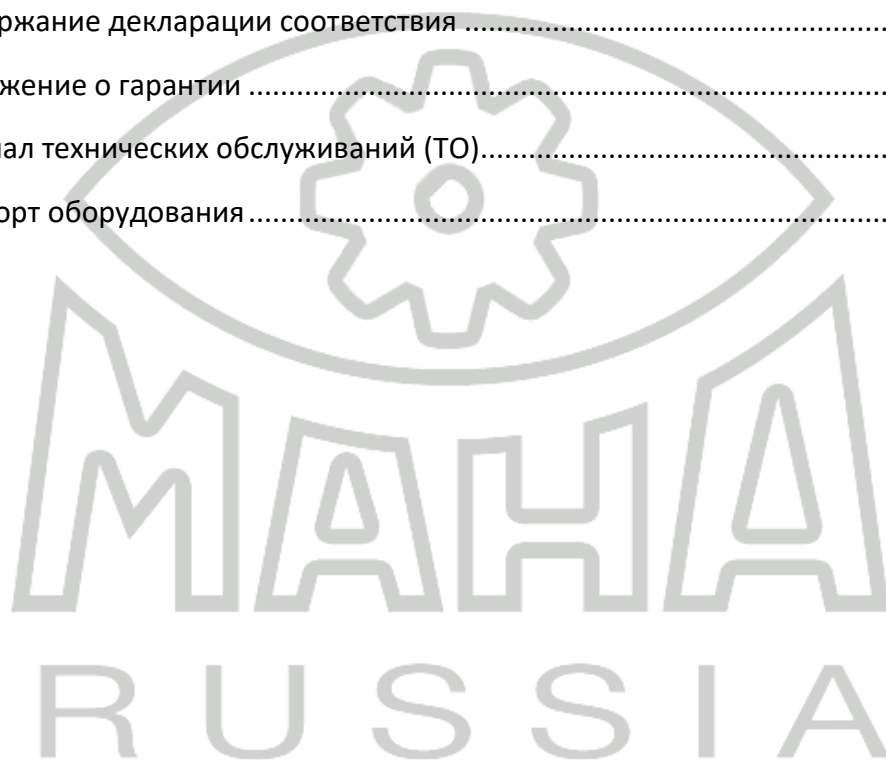 ржание декларации соответствия ........................................................
жение о гарантии ....................................................................................
ал технических обслуживаний (ТО).....................................................
орт оборудования ....................................................................................
MAHA
RUSSIA